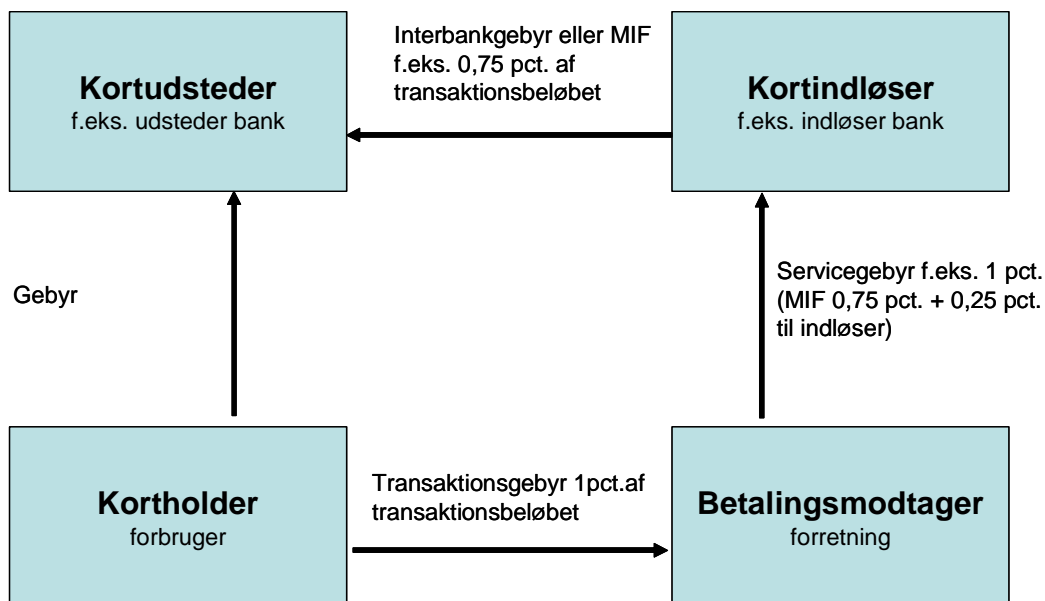 Interbankgebyr eller MIF
f.eks. 0,75 pct. af
transaktionsbeløbet
Kortudsteder
f.eks. udsteder bank
Kortindløser
f.eks. indløser bank
Gebyr
Servicegebyr f.eks. 1 pct.
(MIF 0,75 pct. + 0,25 pct.
til indløser)
Kortholder
forbruger
Transaktionsgebyr 1pct.af
transaktionsbeløbet
Betalingsmodtager
forretning